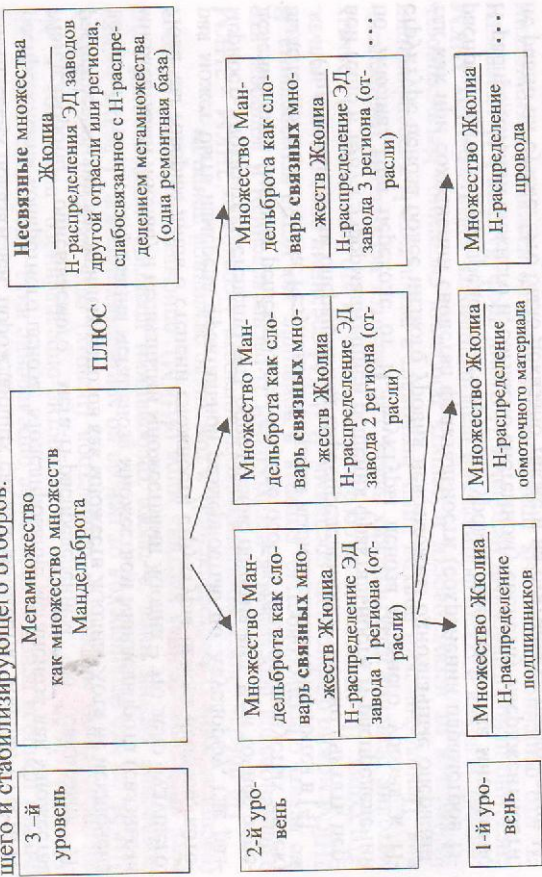 щего и стабилизирующего отборов.
3 –й
уровень
Мегамножество
как множество множеств
Мандельброта
ПЛЮС
Несвязные множества
Жюлиа
Н-распределения ЭД заводов
другой отрасли или региона,
слабосвязанное с Н-распре-
делением метамножества
(одна ремонтная база)
2-й уро-
вень
Множество Ман-
дельброта как сло-
варь связных мно-
жеств Жюлиа
Н-распределение ЭД
завода 1 региона (от-
расли)
Множество Ман-
дельброта как сло-
варь связных мно-
жеств Жюлиа
Н-распределение ЭД
завода 2 региона (от-
расли)
Множество Ман-
дельброта как сло-
варь связных мно-
жеств Жюлиа
Н-распределение ЭД
завода 3 региона (от-
расли)
...
1-й уро-
вень
Множество Жюлиа
Н-распределение
подшипников
Множество Жюлиа
Н-распределение
обмоточного материала
Множество Жюлиа
Н-распределение
провода
...